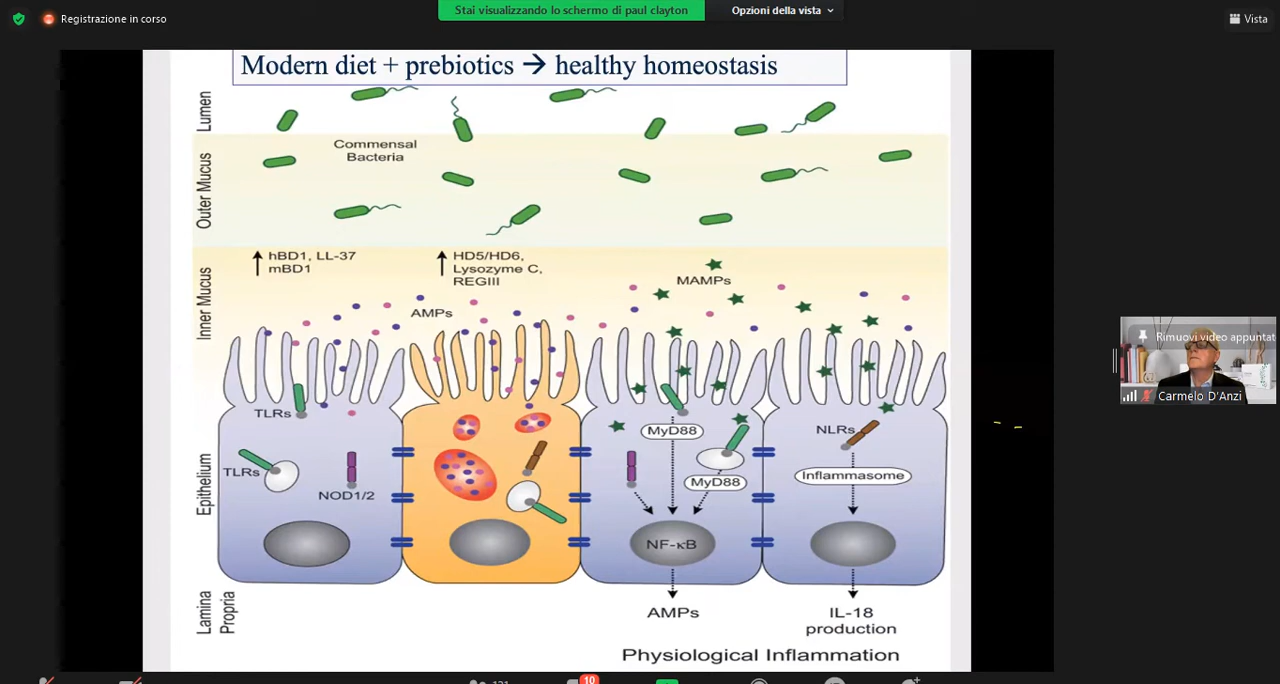 Registrazione in corso
Stai visualizzando lo schermo di paul clayton
Opzioni della vista
Vista
Modern diet + prebiotics → healthy homeostasis
Lumen
Commensal
Bacteria
Outer Mucus
hBD1, LL-37
mBD1
HD5/HD6,
Lysozyme C,
REGIII
MAMPs
Inner Mucus
AMPs
TLRs
MyD88
NLRs
TLRs
NOD1/2
MyD88
Inflammasome
Epithelium
NF-κB
Lamina
Propria
AMPs
IL-18
production
Physiological Inflammation
Rimuovi video appuntat
Carmelo D'Anzi
10